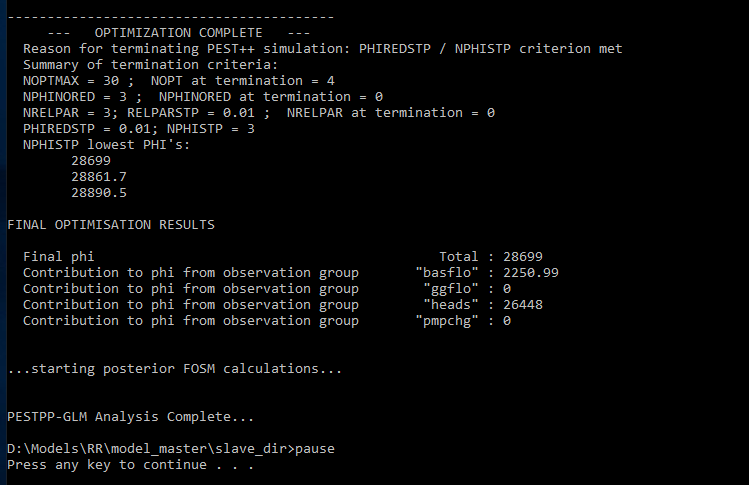 -----------------------------------------
---   OPTIMIZATION COMPLETE   ---
Reason for terminating PEST++ simulation: PHIREDSTP / NPHISTP criterion met
Summary of termination criteria:
NOPTMAX = 30 ;  NOPT at termination = 4
NPHINORED = 3 ;  NPHINORED at termination = 0
NRELPAR = 3; RELPARSTP = 0.01 ;  NRELPAR at termination = 0
PHIREDSTP = 0.01; NPHISTP = 3
NPHISTP lowest PHI's:
28699
28861.7
28890.5
FINAL OPTIMISATION RESULTS
Final phi                                           Total : 28699
Contribution to phi from observation group       "basflo" : 2250.99
Contribution to phi from observation group        "ggflo" : 0
Contribution to phi from observation group        "heads" : 26448
Contribution to phi from observation group       "pmpchg" : 0
...starting posterior FOSM calculations...
PESTPP-GLM Analysis Complete...
D:\Models\RR\model_master\slave_dir>pause
Press any key to continue . . .